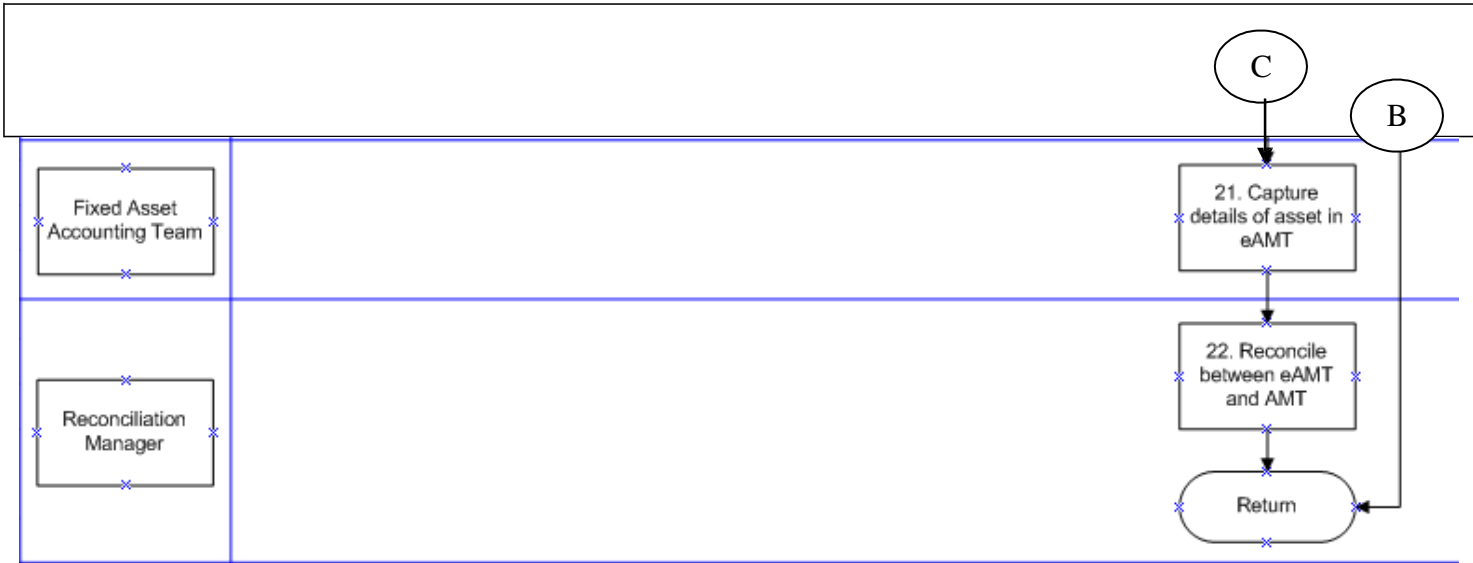 C
B
Fixed Asset
Accounting Team
21. Capture
details of asset in
eAMT
22. Reconcile
between eAMT
and AMT
Reconciliation
Manager
Return